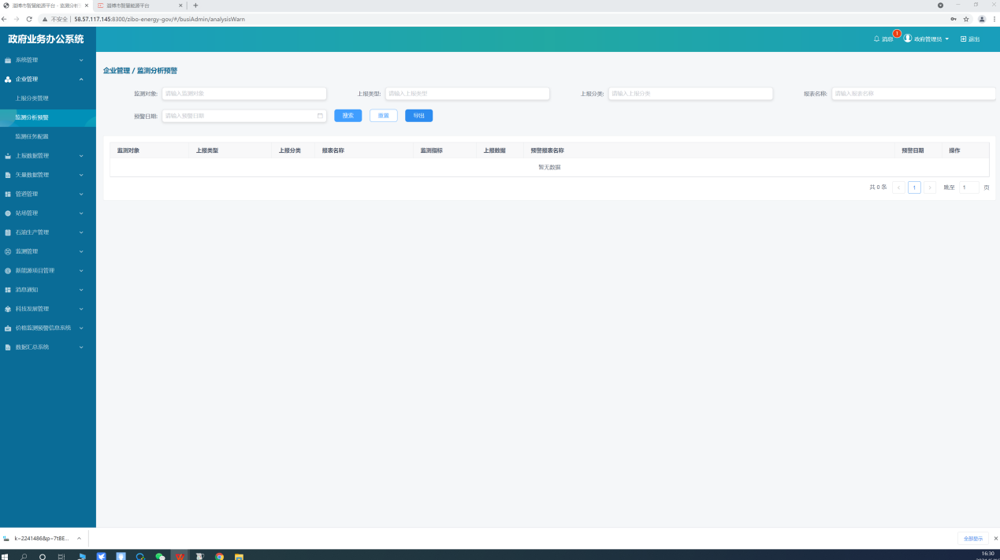 淄博市智慧能源平台 - 监测分析
淄博市智慧能源平台
不安全 | 58.57.117.145:8300/zibo-energy-gov/#/busiAdmin/analysisWarn
政府业务办公系统
消息 1 政府管理员 退出
系统管理
企业管理
上报分类管理
监测分析预警
监测任务配置
上报数据管理
矢量数据管理
管道管理
站场管理
石油生产管理
监测管理
新能源项目管理
消息通知
科技发展管理
价格监测预警信息系统
数据汇总系统
企业管理 / 监测分析预警
监测对象: 请输入监测对象 上报类型: 请输入上报类型 上报分类: 请输入上报分类 报表名称: 请输入报表名称
预警日期: 请输入预警日期 搜索 重置 导出
监测对象 上报类型 上报分类 报表名称 监测指标 上报数据 预警报表名称 预警日期 操作
暂无数据
共 0 条 1 跳至 1 页
k=2241486&p=7tBE... 全部显示
16:30